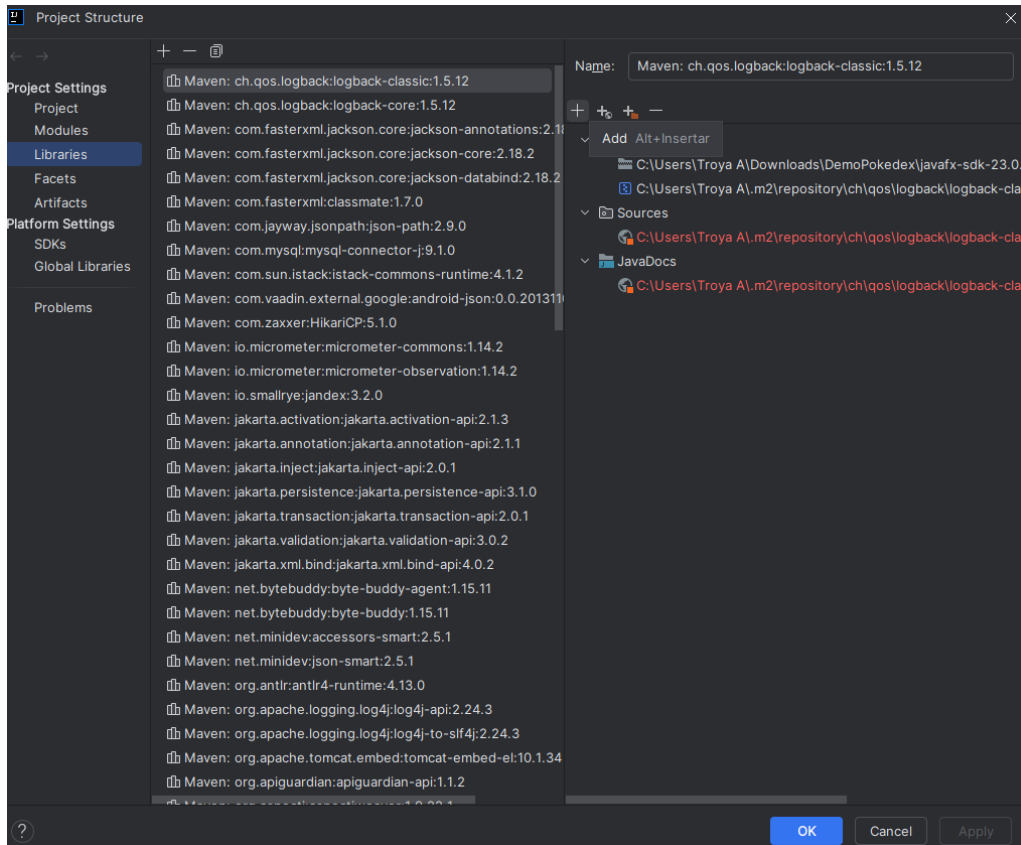 Project Structure
Project Settings
Project
Modules
Libraries
Facets
Artifacts
Platform Settings
SDKs
Global Libraries
Problems
Maven: ch.qos.logback:logback-classic:1.5.12
Maven: ch.qos.logback:logback-core:1.5.12
Maven: com.fasterxml.jackson.core:jackson-annotations:2.18
Maven: com.fasterxml.jackson.core:jackson-core:2.18.2
Maven: com.fasterxml.jackson.core:jackson-databind:2.18.2
Maven: com.fasterxml:classmate:1.7.0
Maven: com.jayway.jsonpath:json-path:2.9.0
Maven: com.mysql:mysql-connector-j:9.1.0
Maven: com.sun.istack:istack-commons-runtime:4.1.2
Maven: com.vaadin.external.google:android-json:0.0.2013110
Maven: com.zaxxer:HikariCP:5.1.0
Maven: io.micrometer:micrometer-commons:1.14.2
Maven: io.micrometer:micrometer-observation:1.14.2
Maven: io.smallrye:jandex:3.2.0
Maven: jakarta.activation:jakarta.activation-api:2.1.3
Maven: jakarta.annotation:jakarta.annotation-api:2.1.1
Maven: jakarta.inject:jakarta.inject-api:2.0.1
Maven: jakarta.persistence:jakarta.persistence-api:3.1.0
Maven: jakarta.transaction:jakarta.transaction-api:2.0.1
Maven: jakarta.validation:jakarta.validation-api:3.0.2
Maven: jakarta.xml.bind:jakarta.xml.bind-api:4.0.2
Maven: net.bytebuddy:byte-buddy-agent:1.15.11
Maven: net.bytebuddy:byte-buddy:1.15.11
Maven: net.minidev:accessors-smart:2.5.1
Maven: net.minidev:json-smart:2.5.1
Maven: org.antlr:antlr4-runtime:4.13.0
Maven: org.apache.logging.log4j:log4j-api:2.24.3
Maven: org.apache.logging.log4j:log4j-to-slf4j:2.24.3
Maven: org.apache.tomcat.embed:tomcat-embed-el:10.1.34
Maven: org.apiguardian:apiguardian-api:1.1.2
Name: Maven: ch.qos.logback:logback-classic:1.5.12
Add Alt+Insertar
C:\Users\Troya A\Downloads\DemoPokedex\javafx-sdk-23.0.
C:\Users\Troya A\.m2\repository\ch\qos\logback\logback-cla
Sources
C:\Users\Troya A\.m2\repository\ch\qos\logback\logback-cla
JavaDocs
C:\Users\Troya A\.m2\repository\ch\qos\logback\logback-cla
? OK Cancel Apply